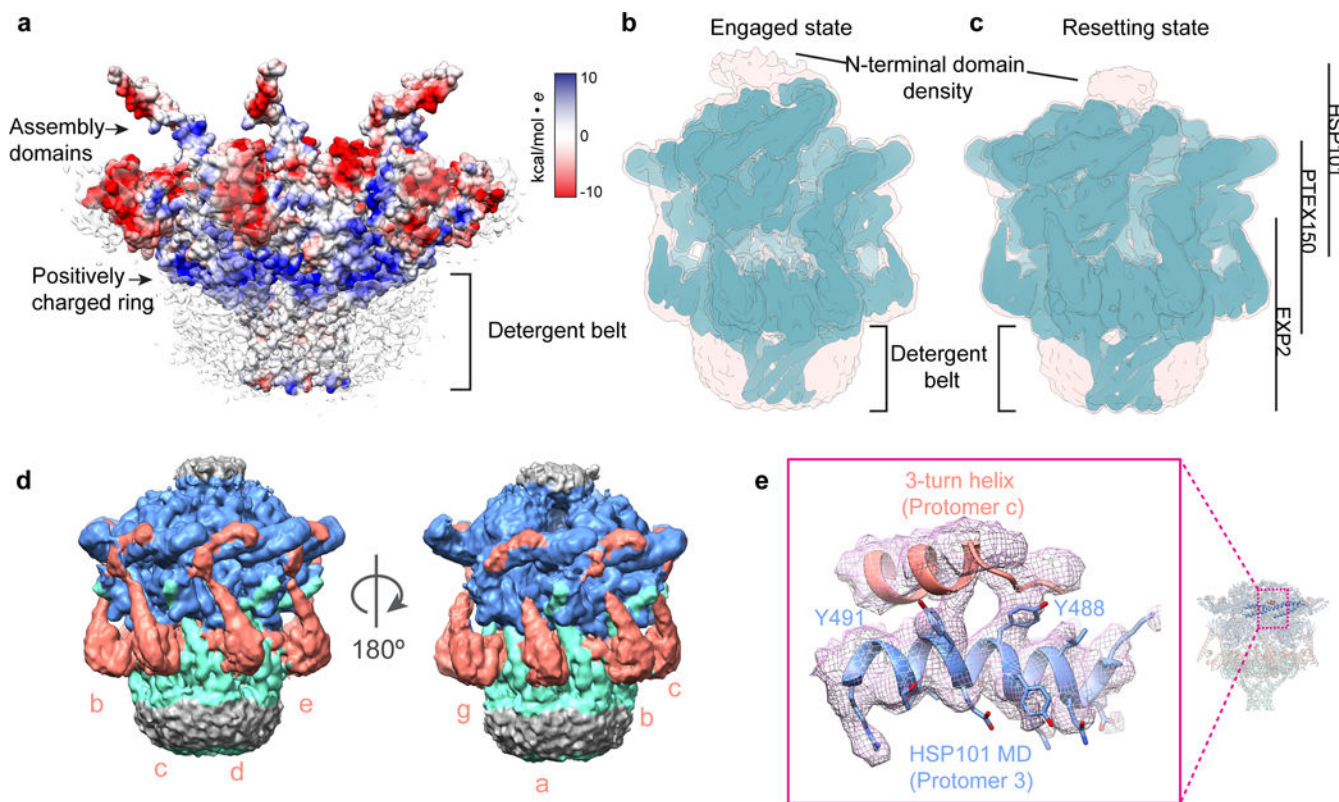 a
Assembly
domains
Positively
charged ring
10
0
-10
kcal/mol • e
Detergent belt
b
Engaged state
c
Resetting state
N-terminal domain
density
Detergent
belt
HSP101
PTEX150
EXP2
d
180º
b
c
d
e
g
a
b
c
e
3-turn helix
(Protomer c)
Y491
Y488
HSP101 MD
(Protomer 3)